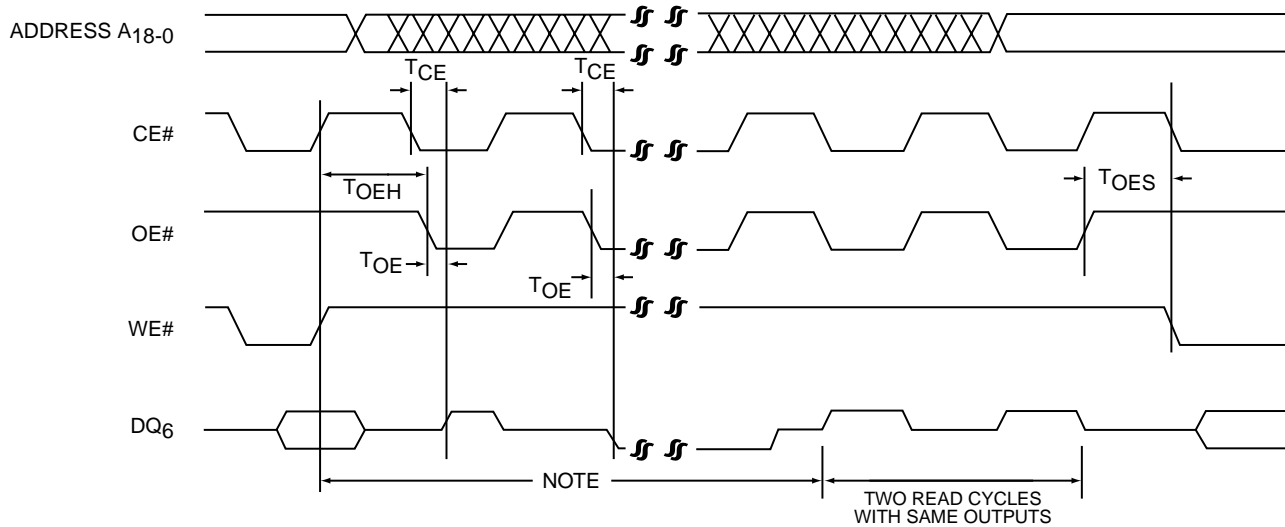 ADDRESS A18-0
TCE
TCE
CE#
TOEH
TOES
OE#
TOE
TOE
WE#
DQ6
NOTE
TWO READ CYCLES
WITH SAME OUTPUTS